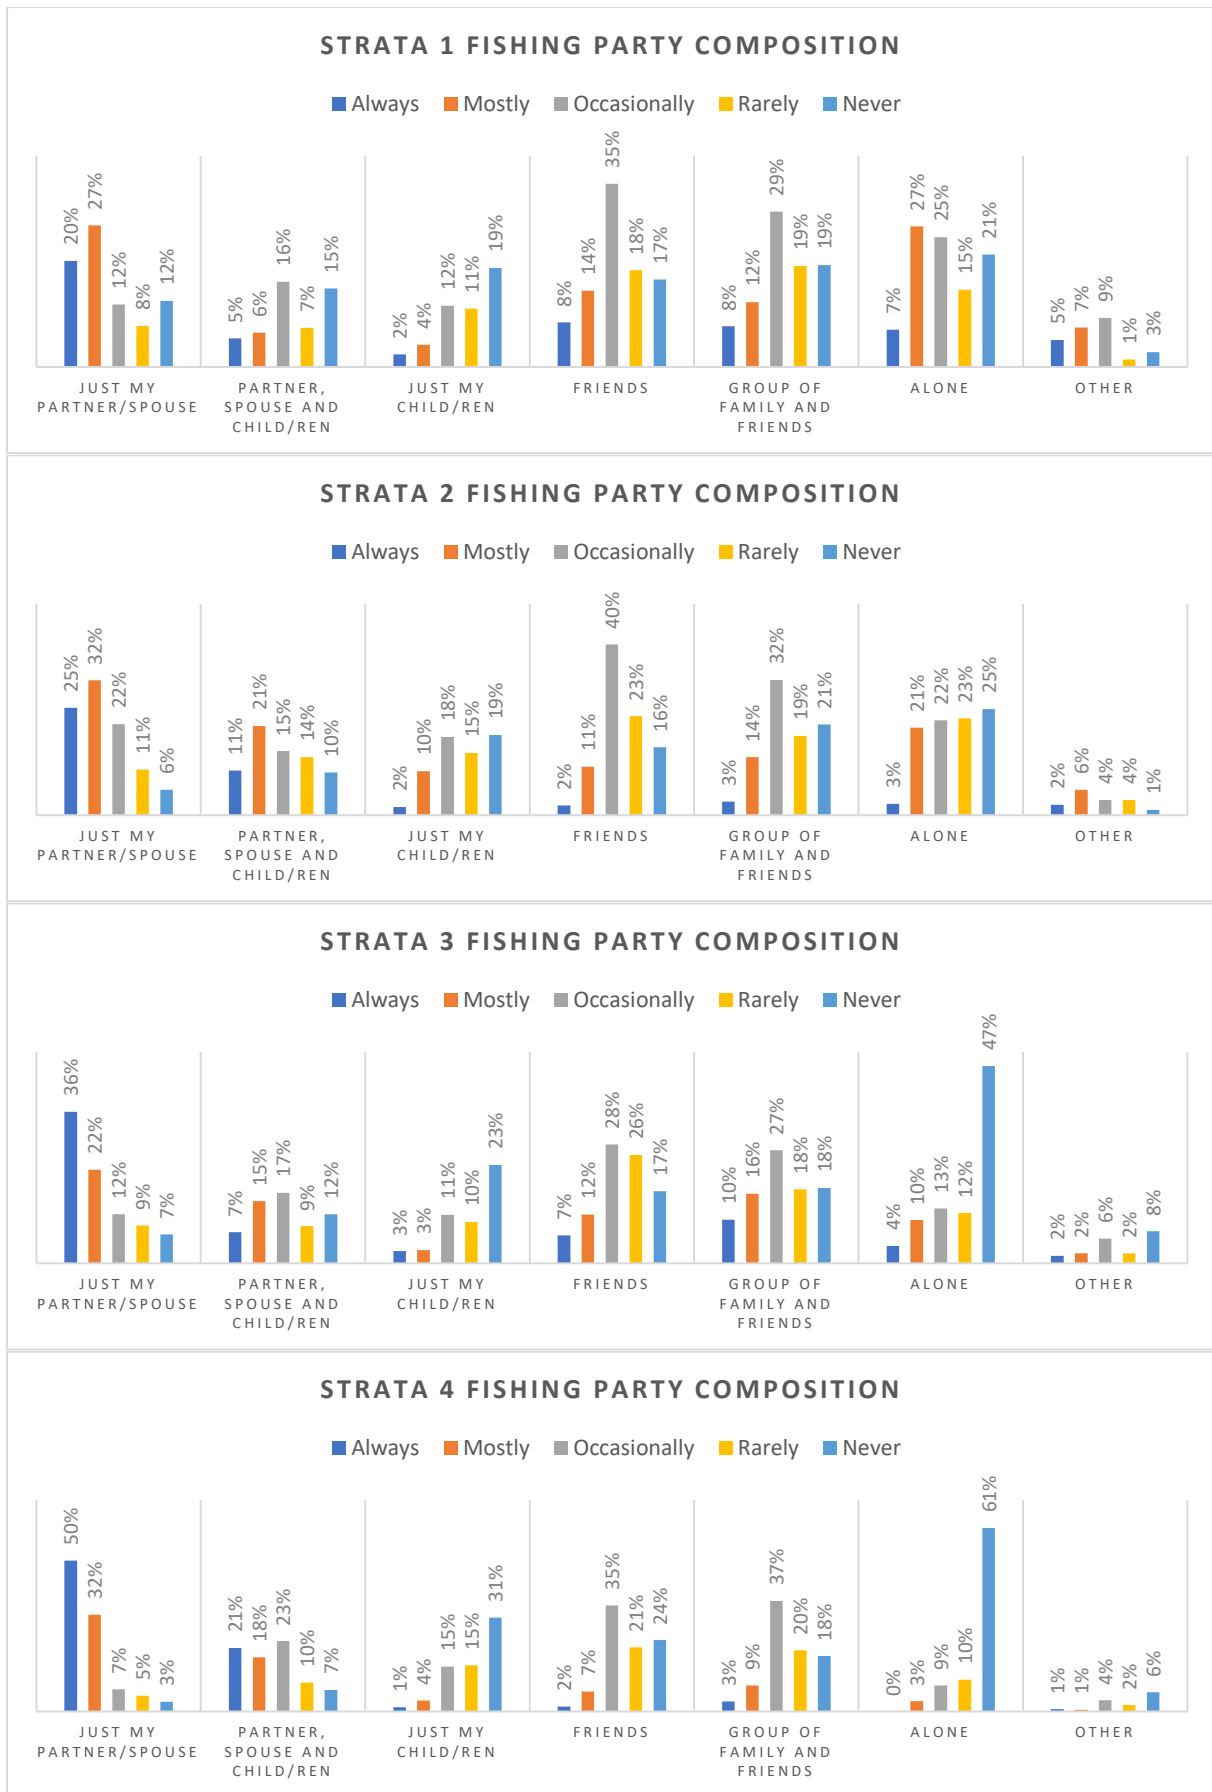 STRATA 1 FISHING PARTY COMPOSITION
Always Mostly Occasionally Rarely Never
20% 27% 12% 8% 12% 5% 6% 16% 7% 15% 2% 4% 12% 11% 19% 8% 14% 35% 18% 17% 8% 12% 29% 19% 19% 7% 27% 25% 15% 21% 5% 7% 9% 1% 3%
JUST MY PARTNER/SPOUSE
PARTNER, SPOUSE AND CHILD/REN
JUST MY CHILD/REN
FRIENDS
GROUP OF FAMILY AND FRIENDS
ALONE
OTHER
STRATA 2 FISHING PARTY COMPOSITION
Always Mostly Occasionally Rarely Never
25% 32% 22% 11% 6% 11% 21% 15% 14% 10% 2% 10% 18% 15% 19% 2% 11% 40% 23% 16% 3% 14% 32% 19% 21% 3% 21% 22% 23% 25% 2% 6% 4% 4% 1%
JUST MY PARTNER/SPOUSE
PARTNER, SPOUSE AND CHILD/REN
JUST MY CHILD/REN
FRIENDS
GROUP OF FAMILY AND FRIENDS
ALONE
OTHER
STRATA 3 FISHING PARTY COMPOSITION
Always Mostly Occasionally Rarely Never
36% 22% 12% 9% 7% 7% 15% 17% 9% 12% 3% 3% 11% 10% 23% 7% 12% 28% 26% 17% 10% 16% 27% 18% 18% 4% 10% 13% 12% 47% 2% 2% 6% 2% 8%
JUST MY PARTNER/SPOUSE
PARTNER, SPOUSE AND CHILD/REN
JUST MY CHILD/REN
FRIENDS
GROUP OF FAMILY AND FRIENDS
ALONE
OTHER
STRATA 4 FISHING PARTY COMPOSITION
Always Mostly Occasionally Rarely Never
50% 32% 7% 5% 3% 21% 18% 23% 10% 7% 1% 4% 15% 15% 31% 2% 7% 35% 21% 24% 3% 9% 37% 20% 18% 0% 3% 9% 10% 61% 1% 1% 4% 2% 6%
JUST MY PARTNER/SPOUSE
PARTNER, SPOUSE AND CHILD/REN
JUST MY CHILD/REN
FRIENDS
GROUP OF FAMILY AND FRIENDS
ALONE
OTHER